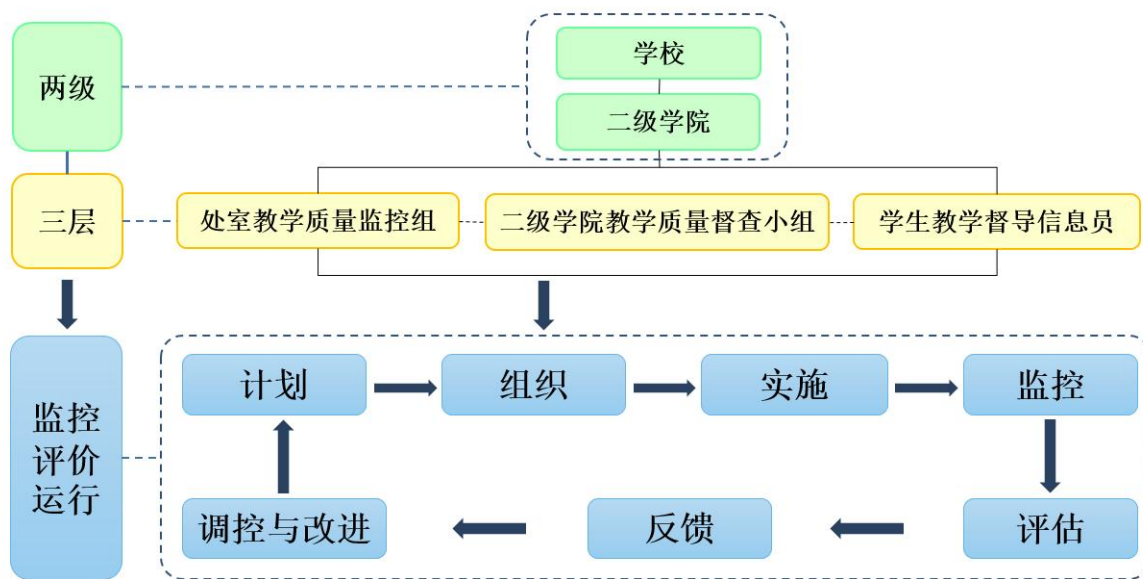 两级
学校
二级学院
三层
处室教学质量监控组
二级学院教学质量督查小组
学生教学督导信息员
监控
评价
运行
计划
组织
实施
监控
调控与改进
反馈
评估